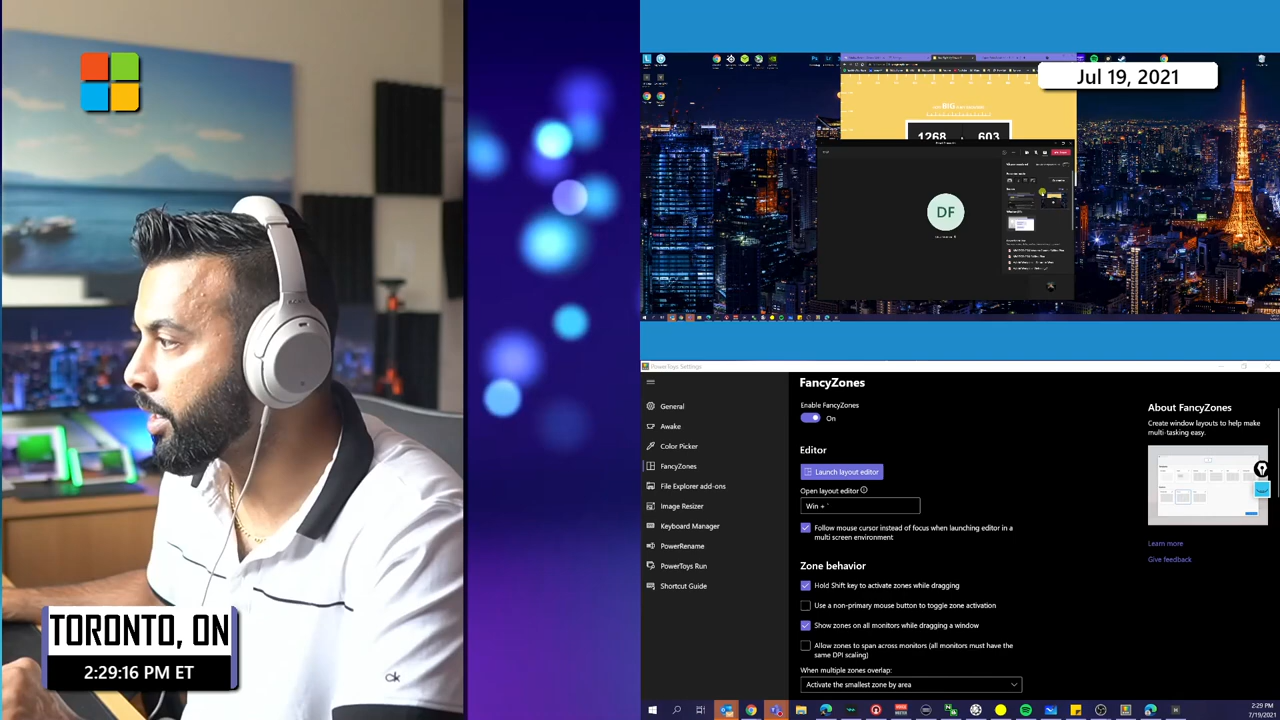 TORONTO, ON
2:29:16 PM ET
ck
Jul 19, 2021
BIG
1268
603
DF
PowerToys Settings
General
Awake
Color Picker
FancyZones
File Explorer add-ons
Image Resizer
Keyboard Manager
PowerRename
PowerToys Run
Shortcut Guide
FancyZones
Enable FancyZones
On
Editor
Launch layout editor
Open layout editor
Win + `
Follow mouse cursor instead of focus when launching editor in a
multi screen environment
Zone behavior
Hold Shift key to activate zones while dragging
Use a non-primary mouse button to toggle zone activation
Show zones on all monitors while dragging a window
Allow zones to span across monitors (all monitors must have the
same DPI scaling)
When multiple zones overlap:
Activate the smallest zone by area
About FancyZones
Create window layouts to help make
multi-tasking easy.
Learn more
Give feedback
2:29 PM
7/19/2021